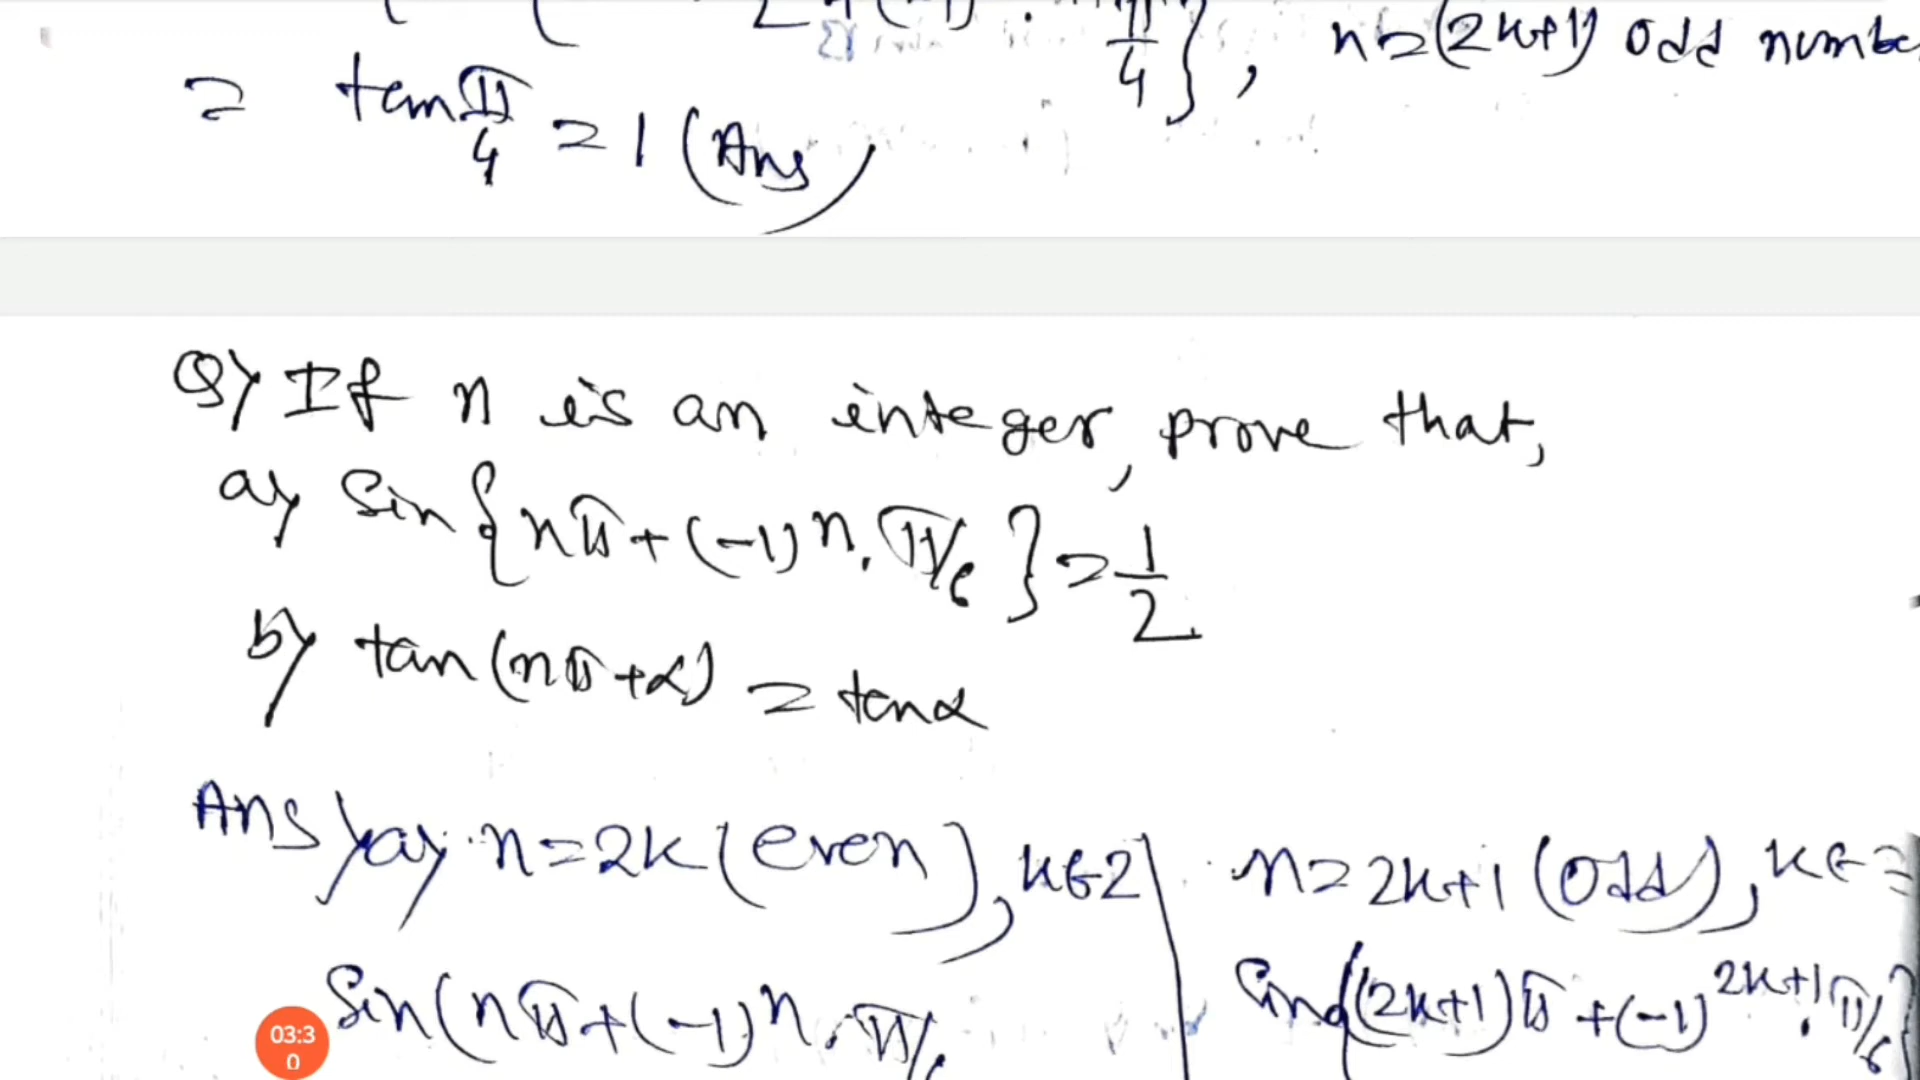 π/4}, n=(2k+1) odd numbe
= tan π/4 = 1 (Ans)
Q) If n is an integer, prove that,
a) Sin{nπ+(-1)^n. π/6} = 1/2
b) tan(nπ+α) = tanα
Ans) a) n=2k (even), k∈Z | n=2k+1 (odd), k∈
Sin(nπ+(-1)^n. π/6 | Sin{(2k+1)π+(-1)^2k+1. π/6}
03:30